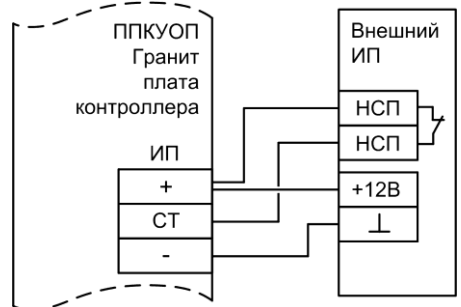 ППКУОП
Гранит
плата
контроллера
ИП
+
СТ
-
Внешний
ИП
НСП
НСП
+12В
⊥